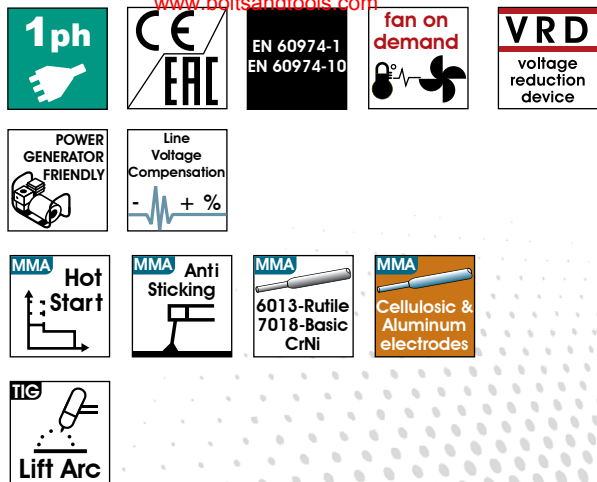 www.boltsandtools.com
1ph
CE
EAC
EN 60974-1
EN 60974-10
fan on
demand
VRD
voltage
reduction
device
POWER
GENERATOR
FRIENDLY
Line
Voltage
Compensation
- + %
MMA
Hot
Start
MMA
Anti
Sticking
MMA
6013-Rutile
7018-Basic
CrNi
MMA
Cellulosic &
Aluminum
electrodes
TIG
Lift Arc